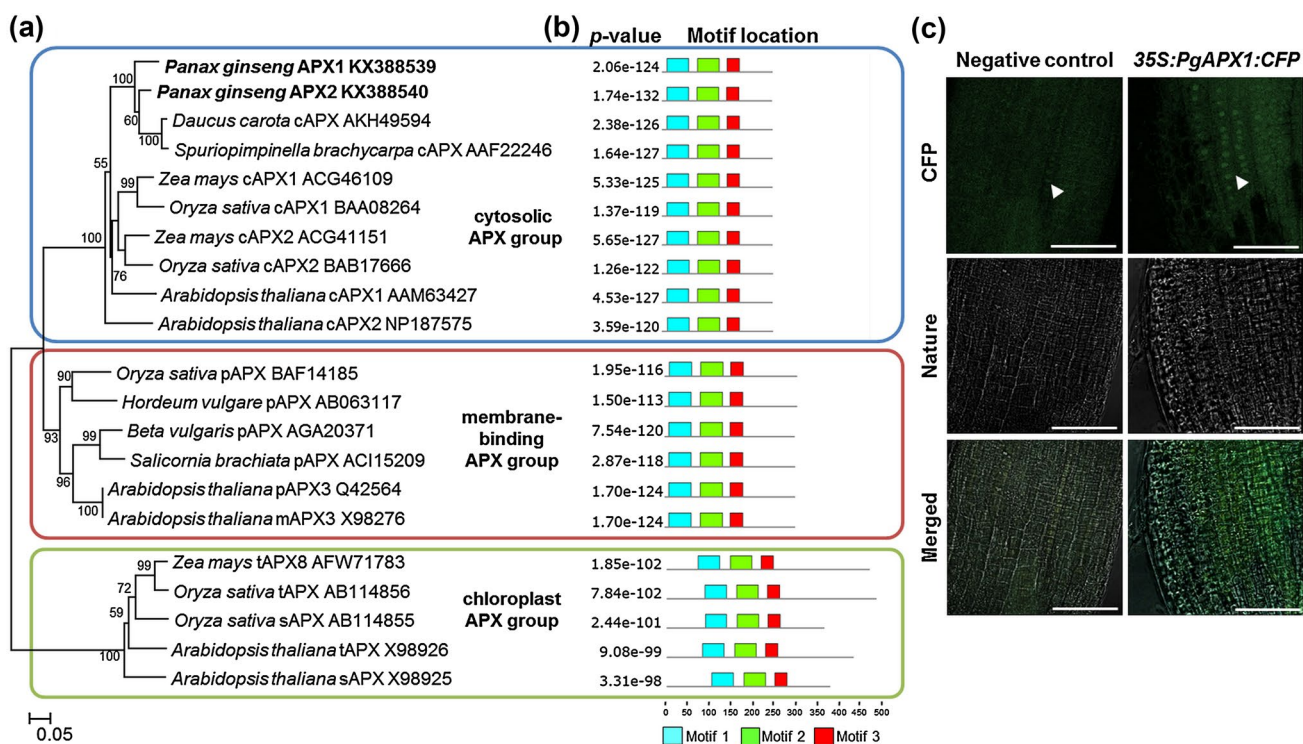 (a)
(b)
(c)
p-value
Motif location
Panax ginseng APX1 KX388539
2.06e-124
Panax ginseng APX2 KX388540
1.74e-132
Daucus carota cAPX AKH49594
2.38e-126
Spuriopimpinella brachycarpa cAPX AAF22246
1.64e-127
Zea mays cAPX1 ACG46109
5.33e-125
Oryza sativa cAPX1 BAA08264
1.37e-119
Zea mays cAPX2 ACG41151
5.65e-127
Oryza sativa cAPX2 BAB17666
1.26e-122
Arabidopsis thaliana cAPX1 AAM63427
4.53e-127
Arabidopsis thaliana cAPX2 NP187575
3.59e-120
100
60
100
55
99
100
76
cytosolic
APX group
Oryza sativa pAPX BAF14185
1.95e-116
Hordeum vulgare pAPX AB063117
1.50e-113
Beta vulgaris pAPX AGA20371
7.54e-120
Salicornia brachiata pAPX ACI15209
2.87e-118
Arabidopsis thaliana pAPX3 Q42564
1.70e-124
Arabidopsis thaliana mAPX3 X98276
1.70e-124
90
93
99
96
100
membrane-
binding
APX group
Zea mays tAPX8 AFW71783
1.85e-102
Oryza sativa tAPX AB114856
7.84e-102
Oryza sativa sAPX AB114855
2.44e-101
Arabidopsis thaliana tAPX X98926
9.08e-99
Arabidopsis thaliana sAPX X98925
3.31e-98
99
72
59
100
chloroplast
APX group
0.05
0 50 100 150 200 250 300 350 400 450 500
Motif 1
Motif 2
Motif 3
Negative control
35S:PgAPX1:CFP
CFP
Nature
Merged